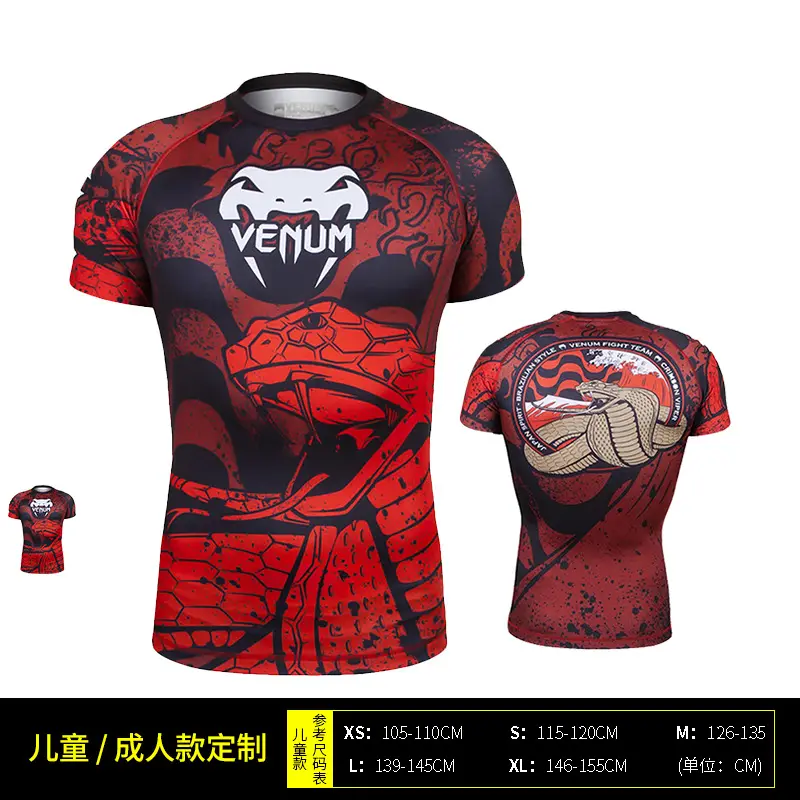 VENUM
VENUM FIGHT TEAM
CRIMSON VIPER
JAPAN SPIRIT - BRAZILIAN STYLE
VENUM
儿童 / 成人款定制
儿童款
参考尺码表
XS: 105-110CM
S: 115-120CM
M: 126-135
L: 139-145CM
XL: 146-155CM
(单位: CM)